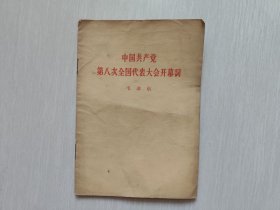 中国共产党
第八次全国代表大会开幕词
毛泽东